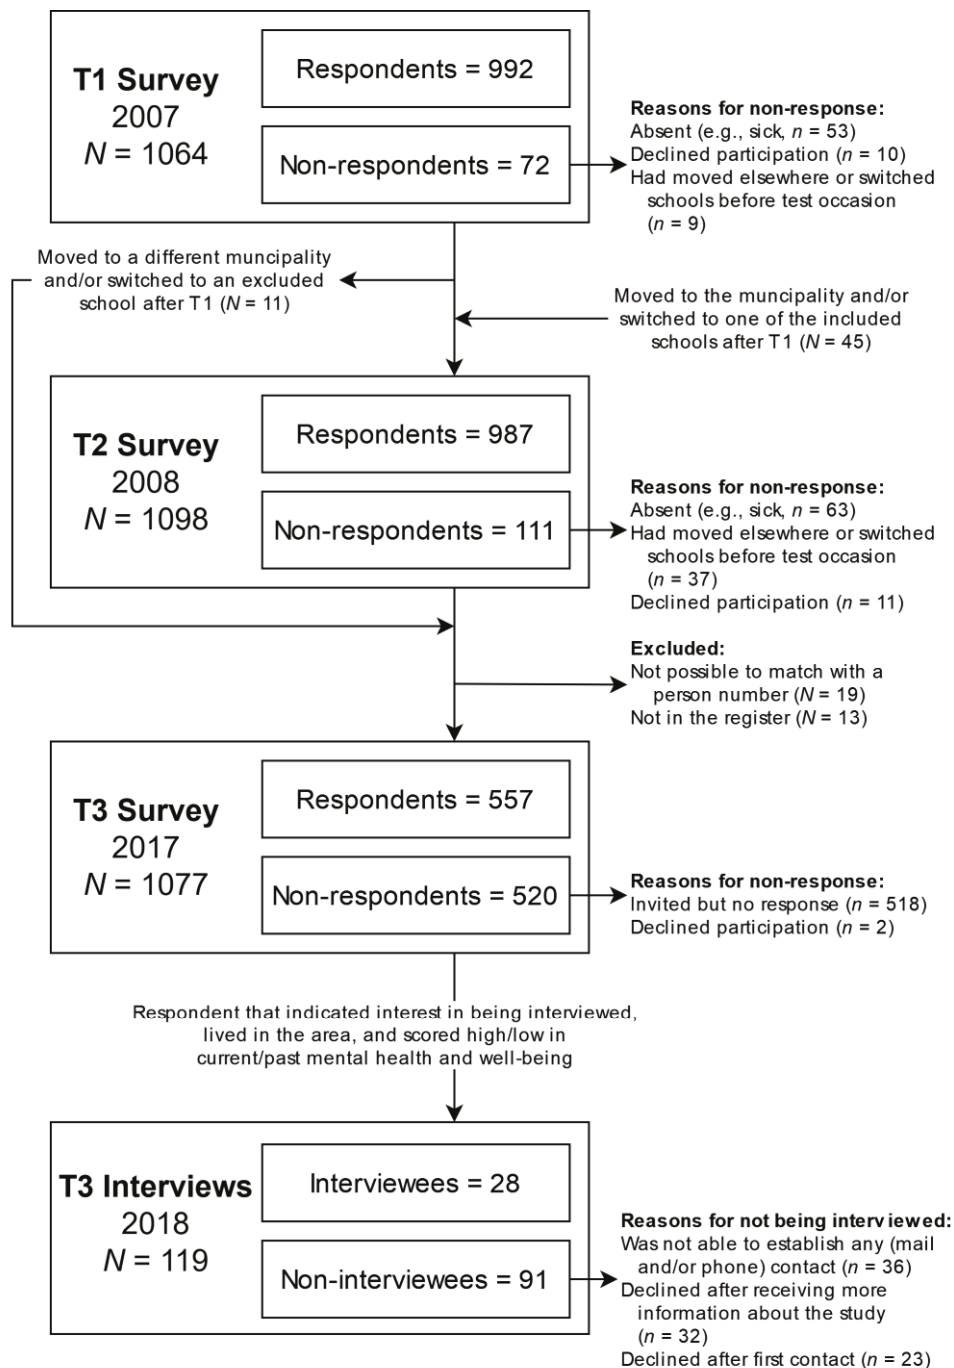 T1 Survey
2007
N = 1064
Respondents = 992
Non-respondents = 72
Reasons for non-response:
Absent (e.g., sick, n = 53)
Declined participation (n = 10)
Had moved elsewhere or switched
schools before test occasion
(n = 9)
Moved to a different muncipality
and/or switched to an excluded
school after T1 (N = 11)
Moved to the muncipality and/or
switched to one of the included
schools after T1 (N = 45)
T2 Survey
2008
N = 1098
Respondents = 987
Non-respondents = 111
Reasons for non-response:
Absent (e.g., sick, n = 63)
Had moved elsewhere or switched
schools before test occasion
(n = 37)
Declined participation (n = 11)
Excluded:
Not possible to match with a
person number (N = 19)
Not in the register (N = 13)
T3 Survey
2017
N = 1077
Respondents = 557
Non-respondents = 520
Reasons for non-response:
Invited but no response (n = 518)
Declined participation (n = 2)
Respondent that indicated interest in being interviewed,
lived in the area, and scored high/low in
current/past mental health and well-being
T3 Interviews
2018
N = 119
Interviewees = 28
Non-interviewees = 91
Reasons for not being interviewed:
Was not able to establish any (mail
and/or phone) contact (n = 36)
Declined after receiving more
information about the study
(n = 32)
Declined after first contact (n = 23)